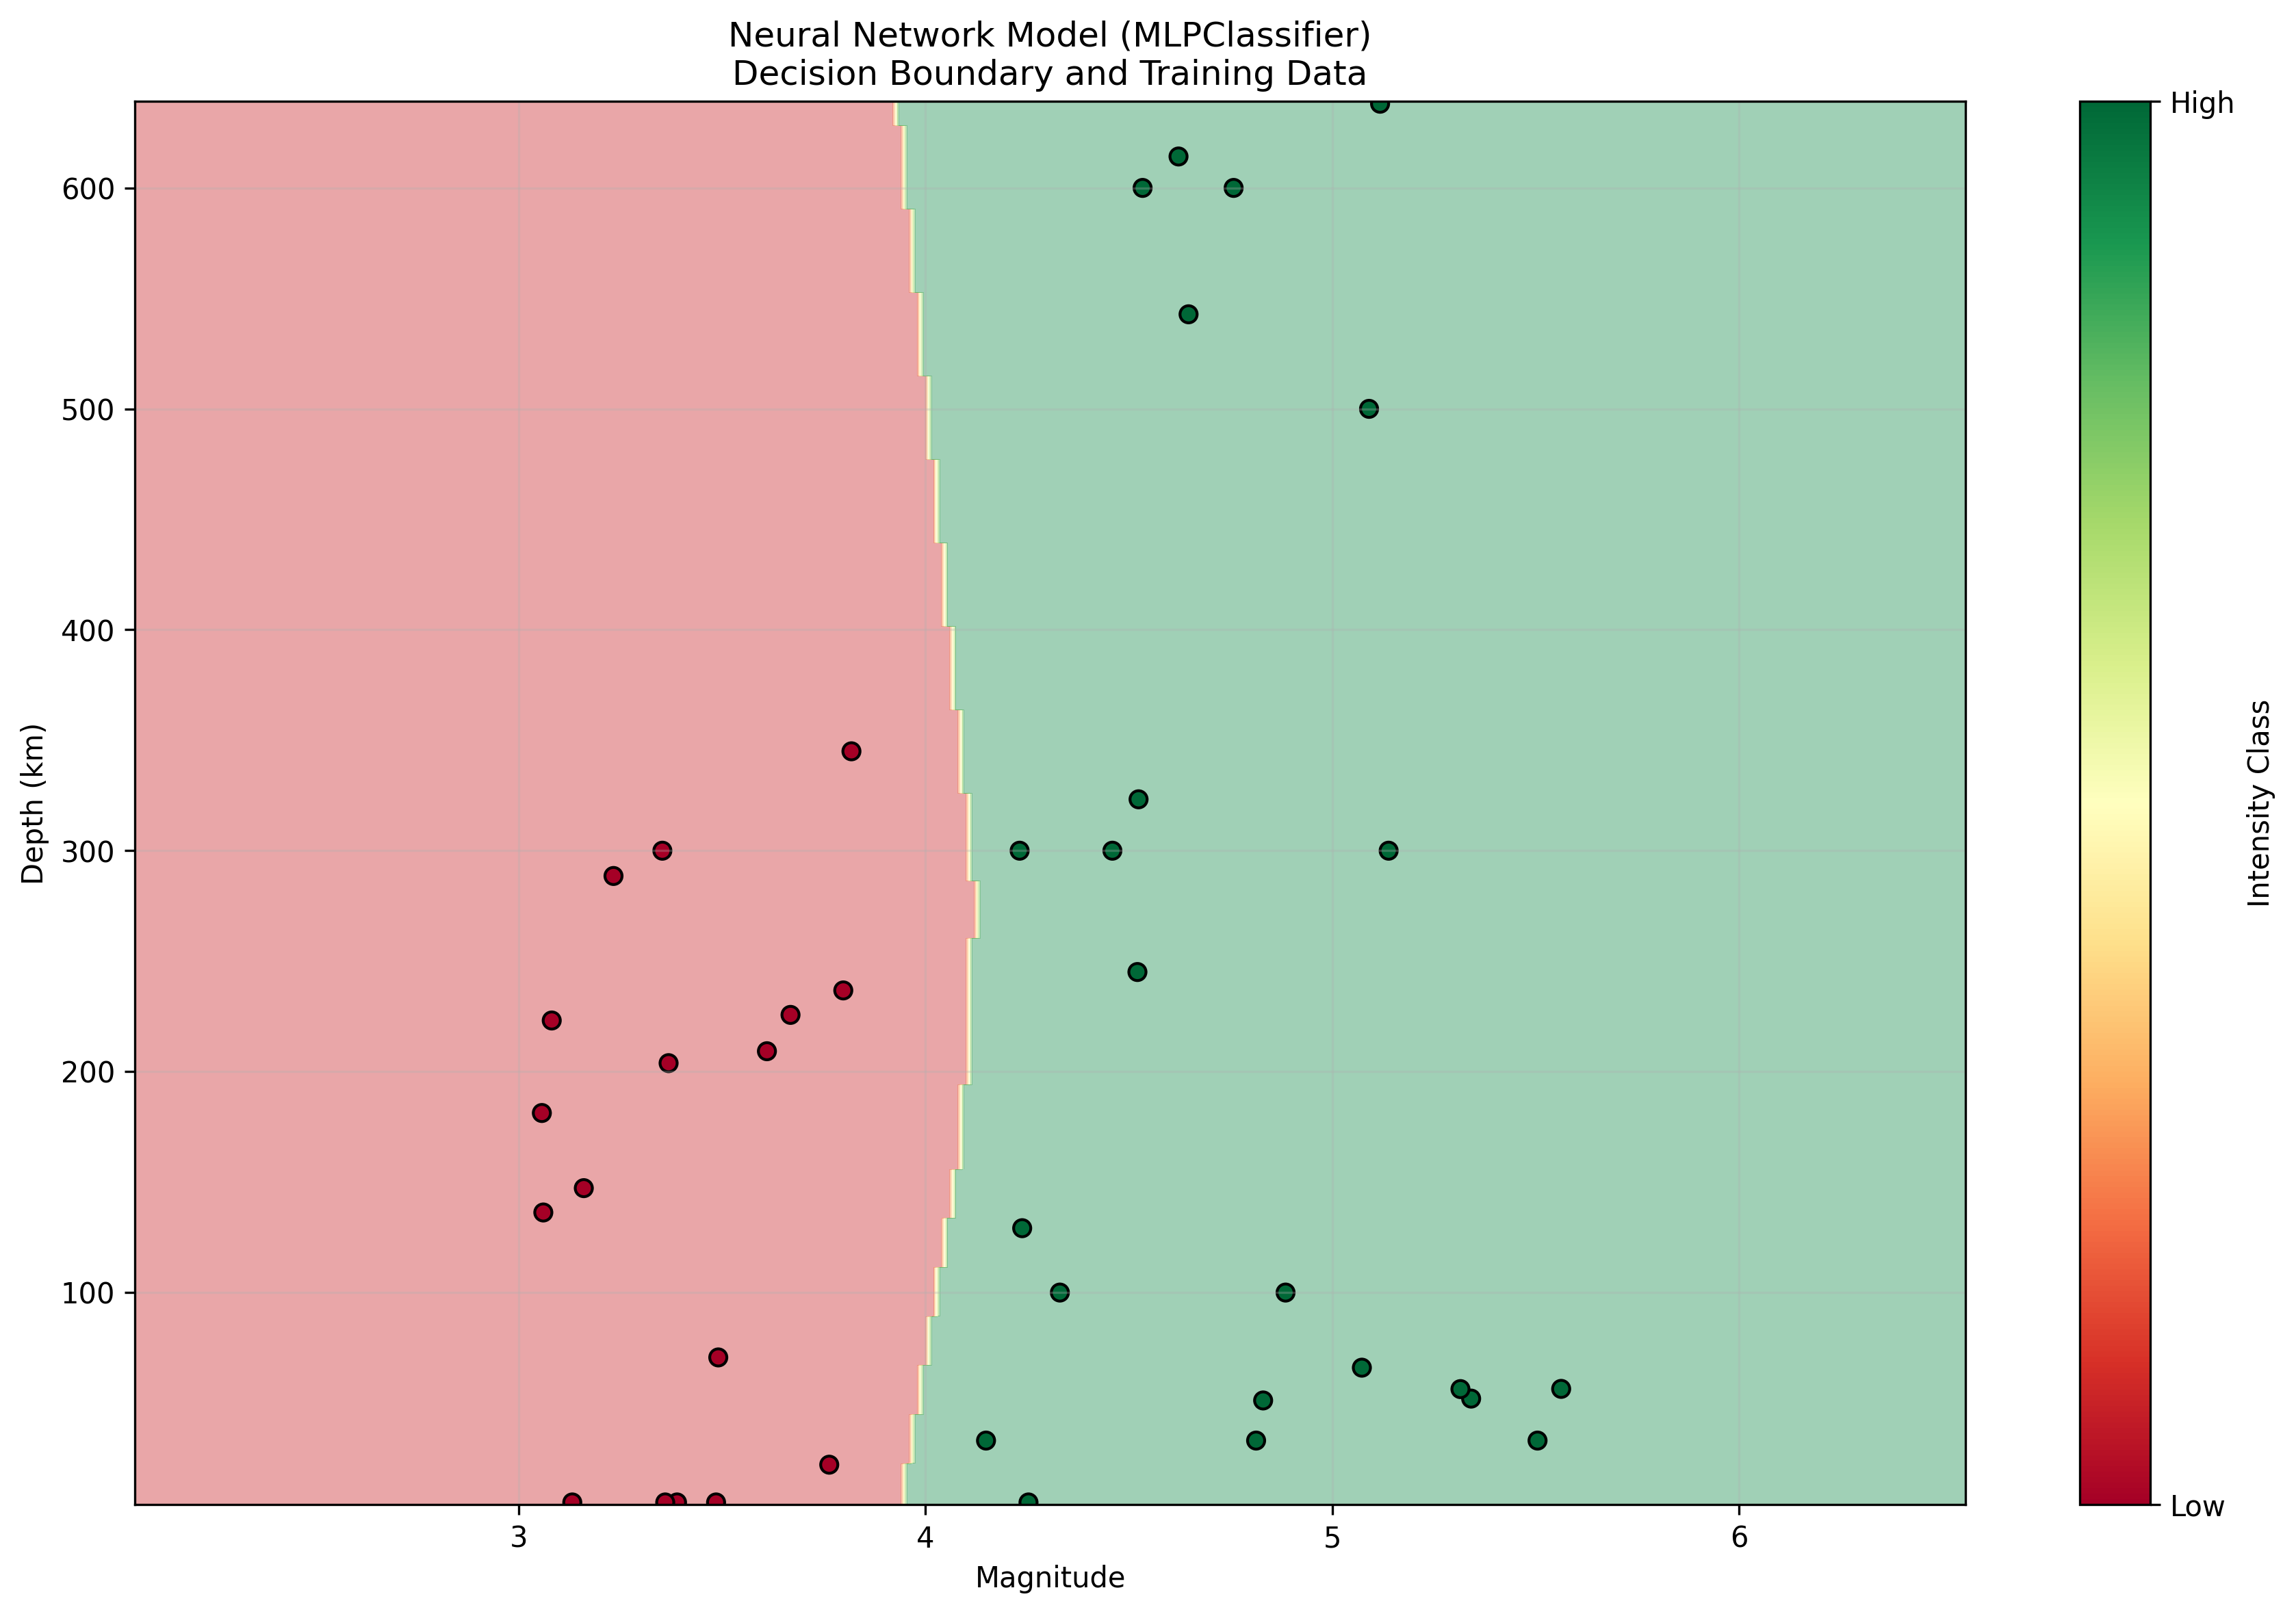 Neural Network Model (MLPClassifier)
Decision Boundary and Training Data
High
600
500
400
300
200
100
Depth (km)
Intensity Class
Low
3
4
5
6
Magnitude